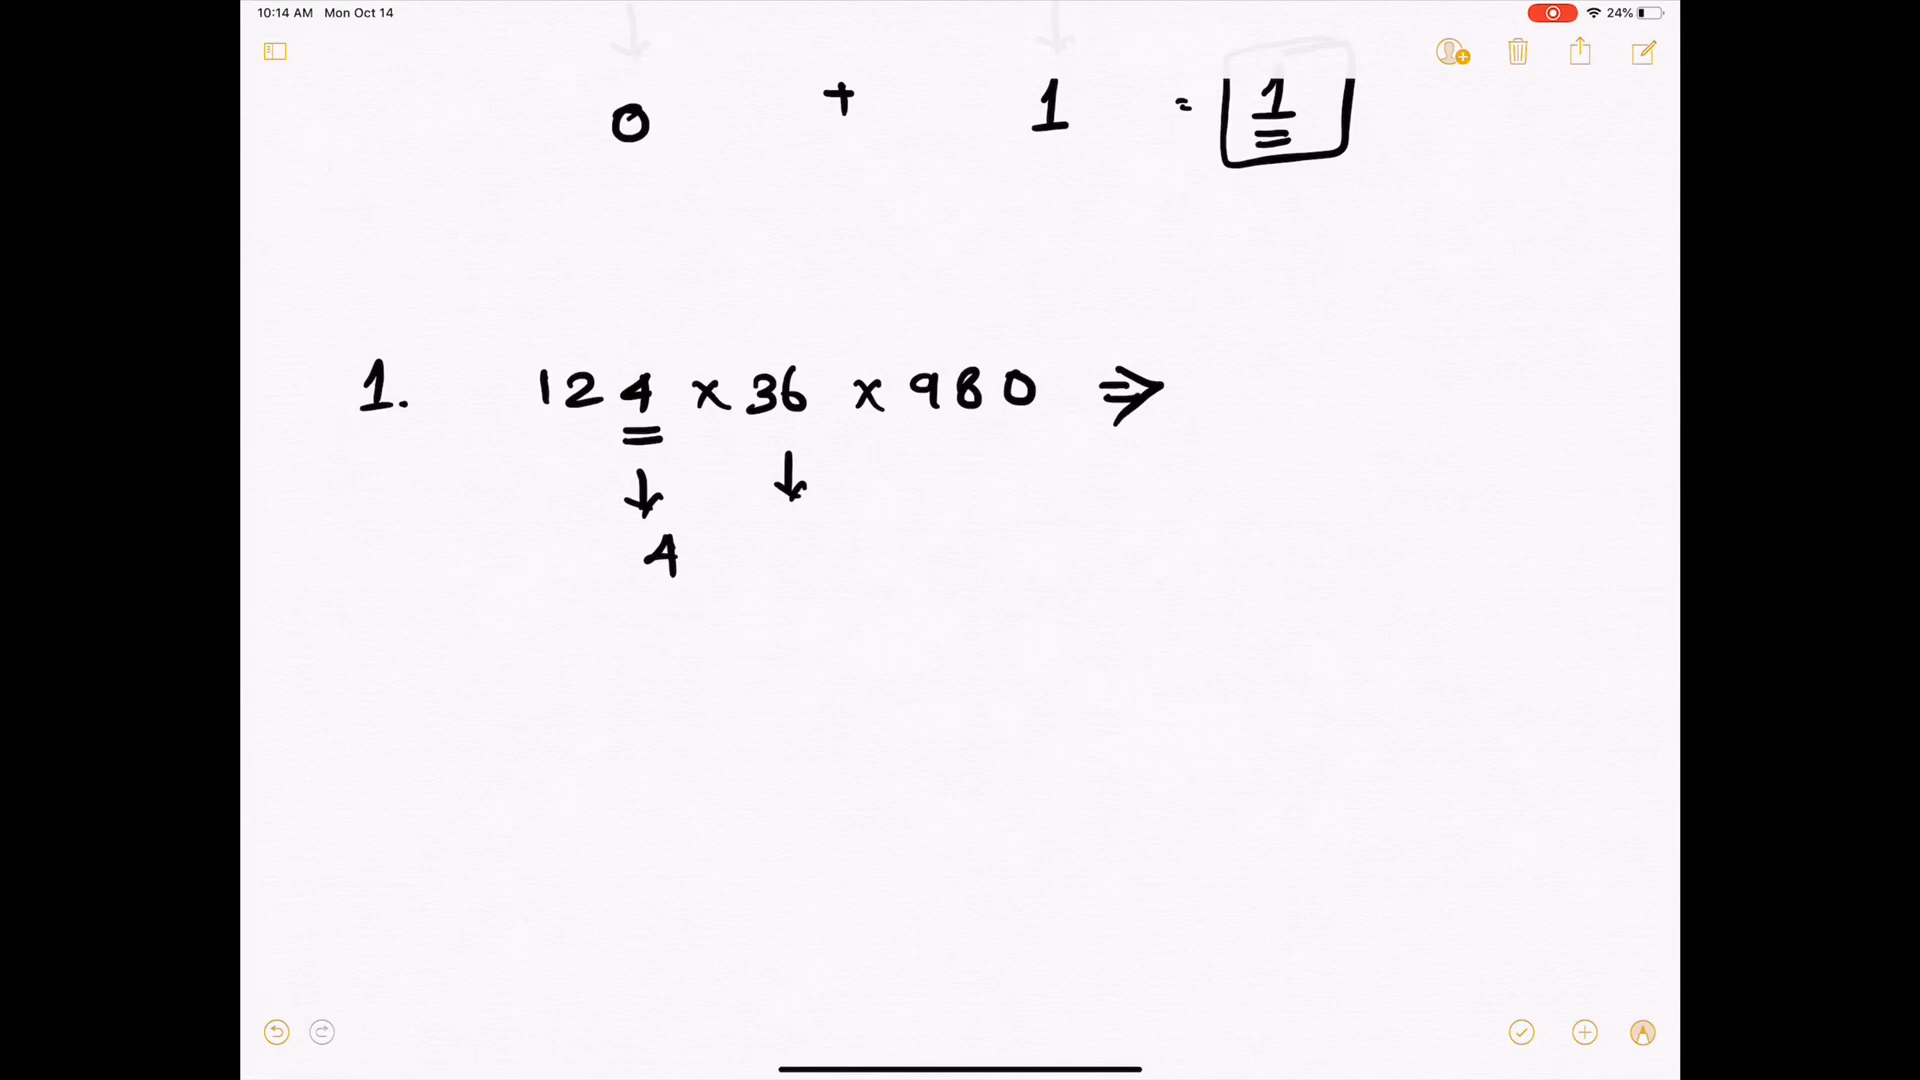 10:14 AM Mon Oct 14
24%
0 + 1 = 1
1. 124 x 36 x 980 ⇒
↓ ↓
4